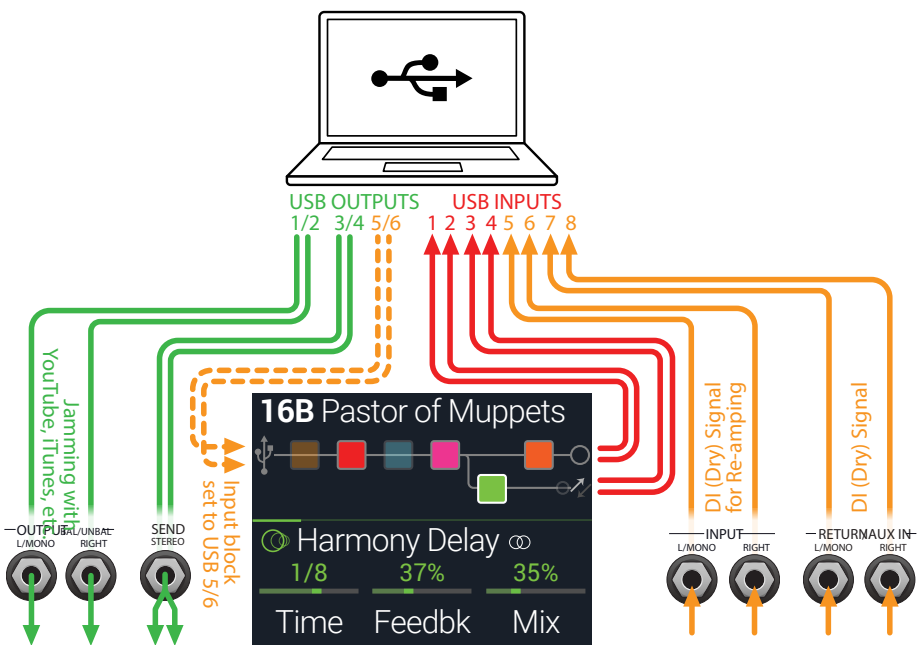 USB OUTPUTS
1/2 3/4 5/6
USB INPUTS
1 2 3 4 5 6 7 8
Jamming with
YouTube, iTunes, etc.
Input block
set to USB 5/6
16B Pastor of Muppets
Harmony Delay
1/8 37% 35%
Time Feedbk Mix
DI (Dry) Signal
for Re-amping
DI (Dry) Signal
OUTPUT
BAL/UNBAL
L/MONO RIGHT
SEND
STEREO
INPUT
L/MONO RIGHT
RETURN/AUX IN
L/MONO RIGHT